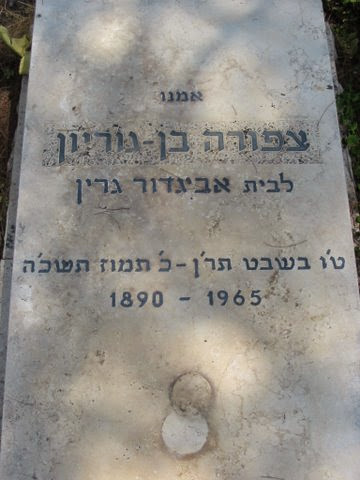 אמנו
צפורה בן-גוריון
לבית אביגדור גרין
ט'ו בשבט תר'ן - כ' תמוז תשכ'ה
1890 - 1965